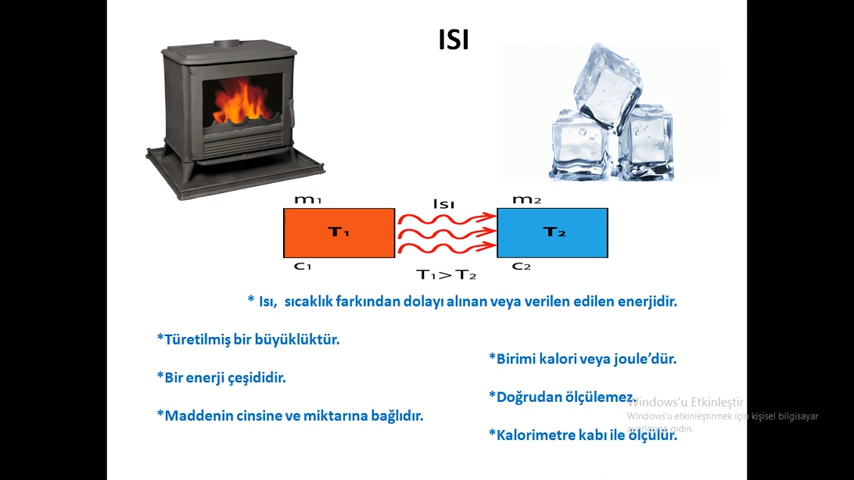 ISI
m1 Isı m2
T1 T2
c1 T1>T2 c2
* Isı, sıcaklık farkından dolayı alınan veya verilen edilen enerjidir.
*Türetilmiş bir büyüklüktür.
*Birimi kalori veya joule’dür.
*Bir enerji çeşididir.
*Doğrudan ölçülemez.
*Maddenin cinsine ve miktarına bağlıdır.
*Kalorimetre kabı ile ölçülür.
Windows'u Etkinleştir
Windows'u etkinleştirmek için kişisel bilgisayar
gidin.